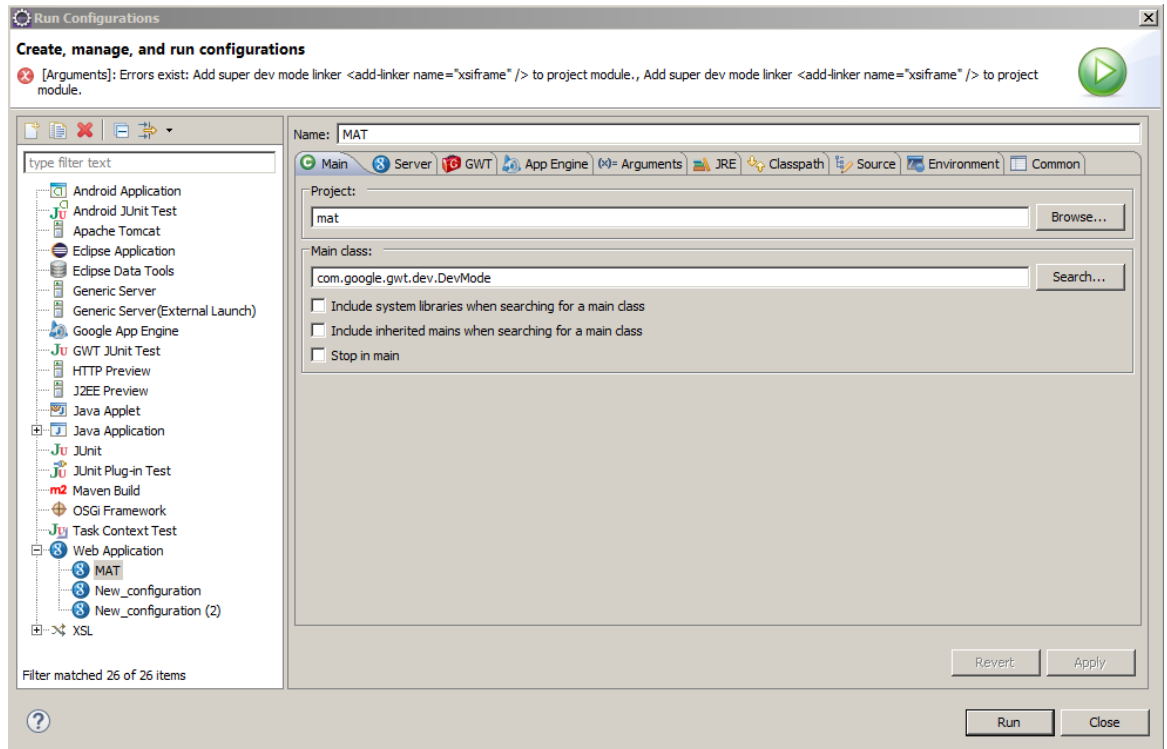 Run Configurations
Create, manage, and run configurations
[Arguments]: Errors exist: Add super dev mode linker <add-linker name="xsiframe" /> to project module., Add super dev mode linker <add-linker name="xsiframe" /> to project
module.
type filter text
Android Application
Android JUnit Test
Apache Tomcat
Eclipse Application
Eclipse Data Tools
Generic Server
Generic Server(External Launch)
Google App Engine
GWT JUnit Test
HTTP Preview
J2EE Preview
Java Applet
Java Application
JUnit
JUnit Plug-in Test
Maven Build
OSGi Framework
Task Context Test
Web Application
MAT
New_configuration
New_configuration (2)
XSL
Filter matched 26 of 26 items
Name: MAT
Main Server GWT App Engine (x)= Arguments JRE Classpath Source Environment Common
Project:
mat Browse...
Main class:
com.google.gwt.dev.DevMode Search...
Include system libraries when searching for a main class
Include inherited mains when searching for a main class
Stop in main
Revert Apply
Run Close